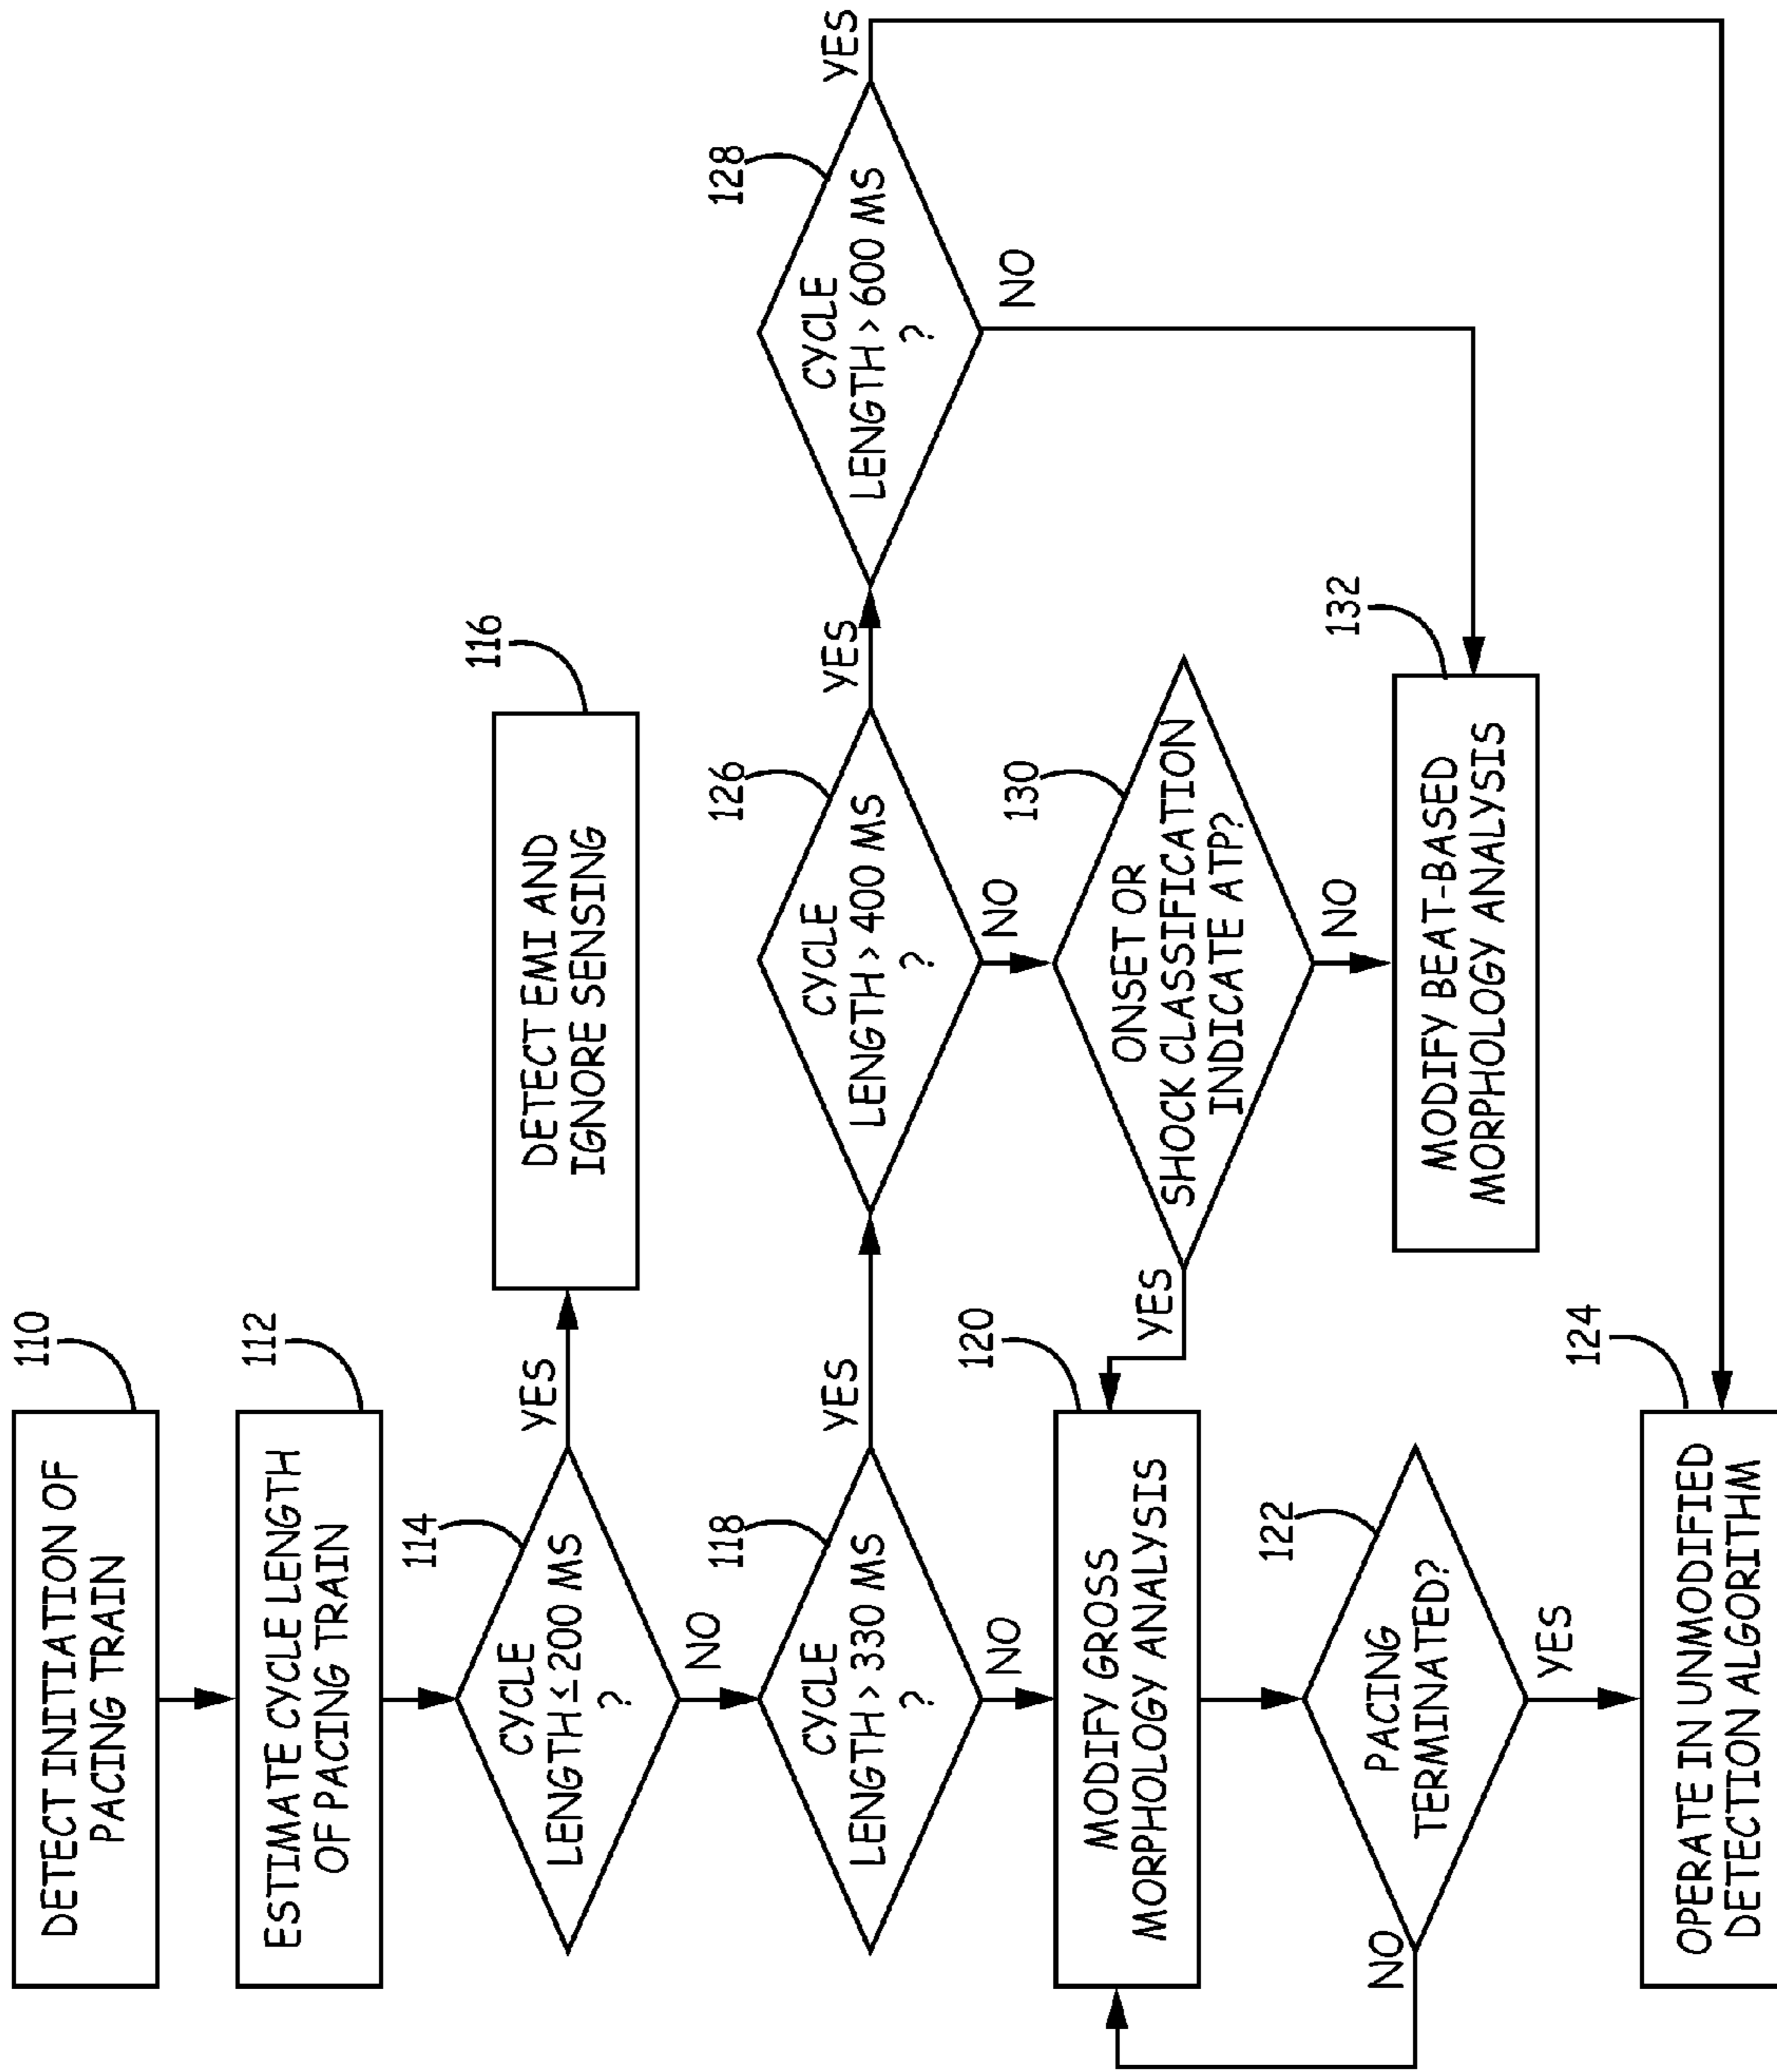 DETECT INITIATION OF
PACING TRAIN
110
ESTIMATE CYCLE LENGTH
OF PACING TRAIN
112
CYCLE
LENGTH ≤ 200 MS
?
114
YES
NO
DETECT EMI AND
IGNORE SENSING
116
CYCLE
LENGTH > 330 MS
?
118
YES
NO
CYCLE
LENGTH > 400 MS
?
126
YES
NO
CYCLE
LENGTH > 600 MS
?
128
YES
NO
MODIFY GROSS
MORPHOLOGY ANALYSIS
120
ONSET OR
SHOCK CLASSIFICATION
INDICATE ATP?
130
YES
NO
PACING
TERMINATED?
122
NO
YES
MODIFY BEAT-BASED
MORPHOLOGY ANALYSIS
132
OPERATE IN UNMODIFIED
DETECTION ALGORITHM
124